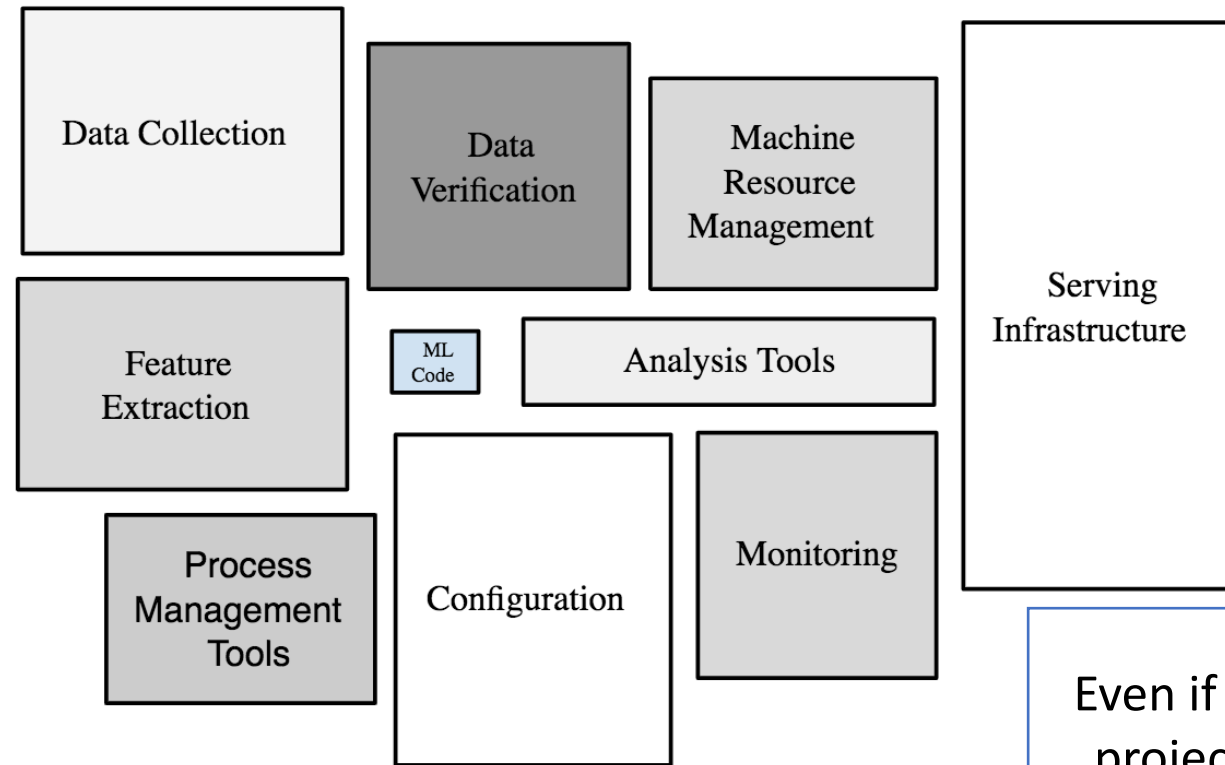 Data Collection
Data
Verification
Machine
Resource
Management
Serving
Infrastructure
Feature
Extraction
ML
Code
Analysis Tools
Process
Management
Tools
Configuration
Monitoring
Even if